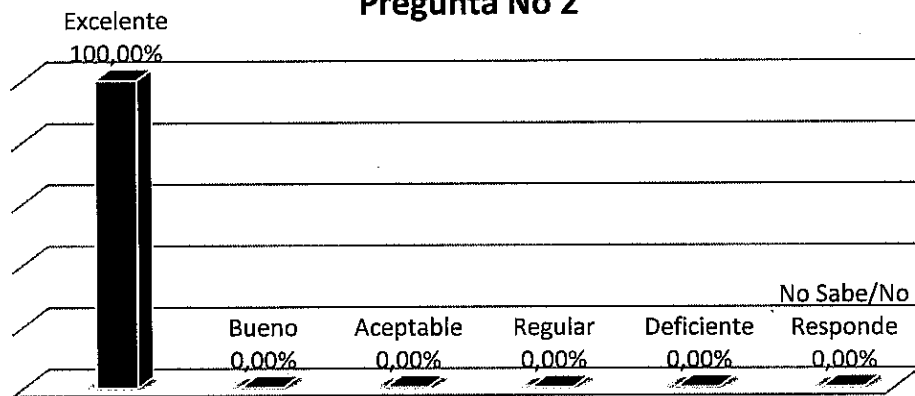 Pregunta No 2
Excelente
100,00%
Bueno
0,00%
Aceptable
0,00%
Regular
0,00%
Deficiente
0,00%
No Sabe/No
Responde
0,00%